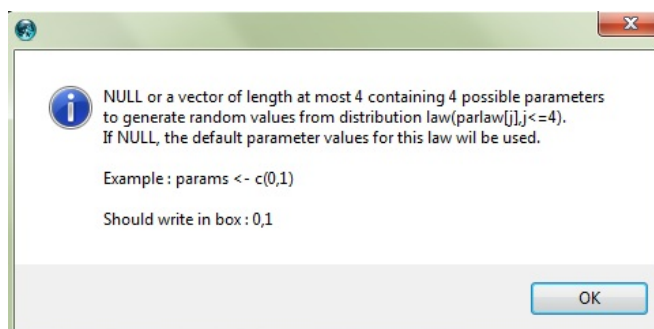 NULL or a vector of length at most 4 containing 4 possible parameters
to generate random values from distribution law(parlaw[j],j<=4).
If NULL, the default parameter values for this law wil be used.
Example : params <- c(0,1)
Should write in box : 0,1
OK